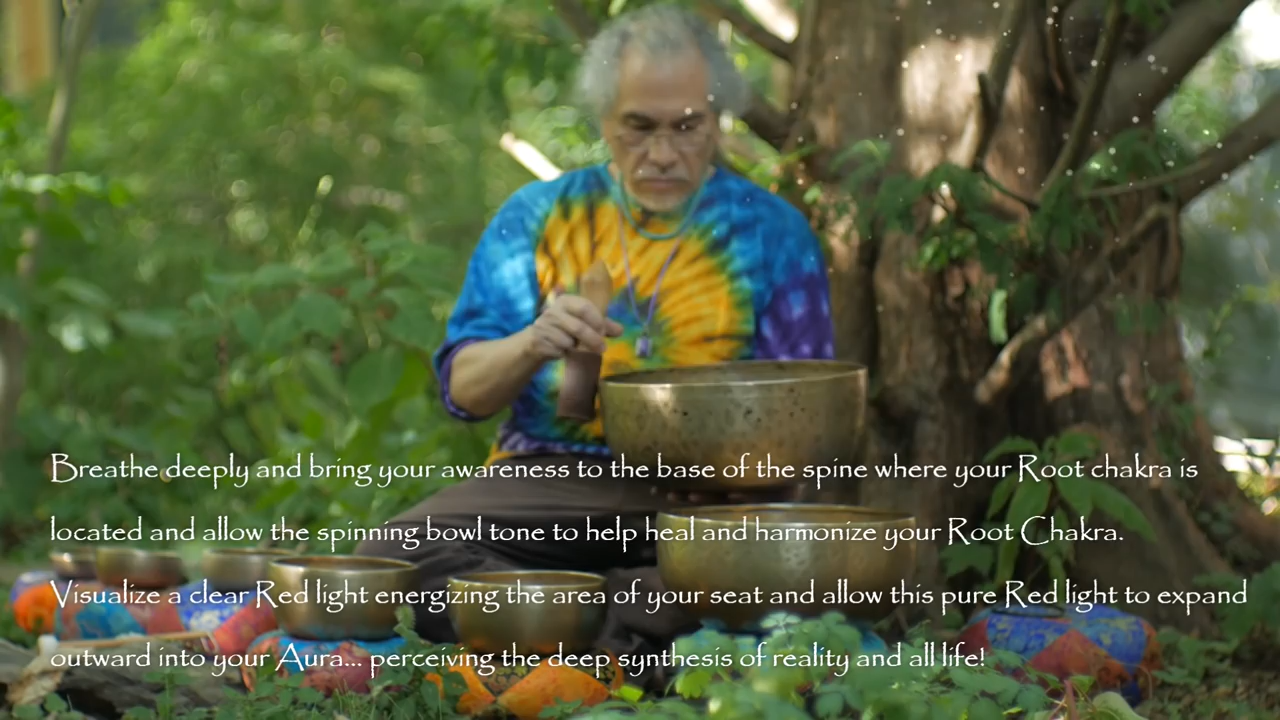 Breathe deeply and bring your awareness to the base of the spine where your Root chakra is
located and allow the spinning bowl tone to help heal and harmonize your Root Chakra.
Visualize a clear Red light energizing the area of your seat and allow this pure Red light to expand
outward into your Aura... perceiving the deep synthesis of reality and all life!